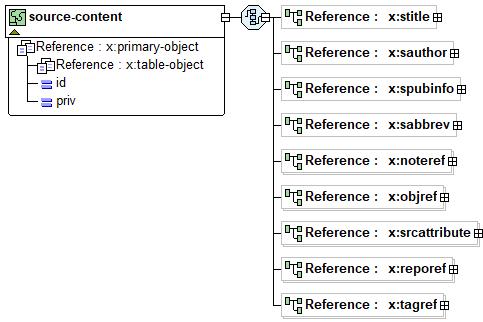 source-content
Reference : x:primary-object
Reference : x:table-object
id
priv
Reference : x:stitle
Reference : x:sauthor
Reference : x:spubinfo
Reference : x:sabbrev
Reference : x:noteref
Reference : x:objref
Reference : x:srcattribute
Reference : x:reporef
Reference : x:tagref